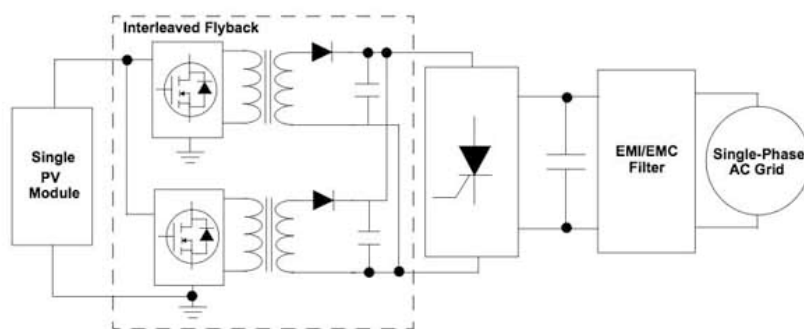 Interleaved Flyback
Single
PV
Module
EMI/EMC
Filter
Single-Phase
AC Grid